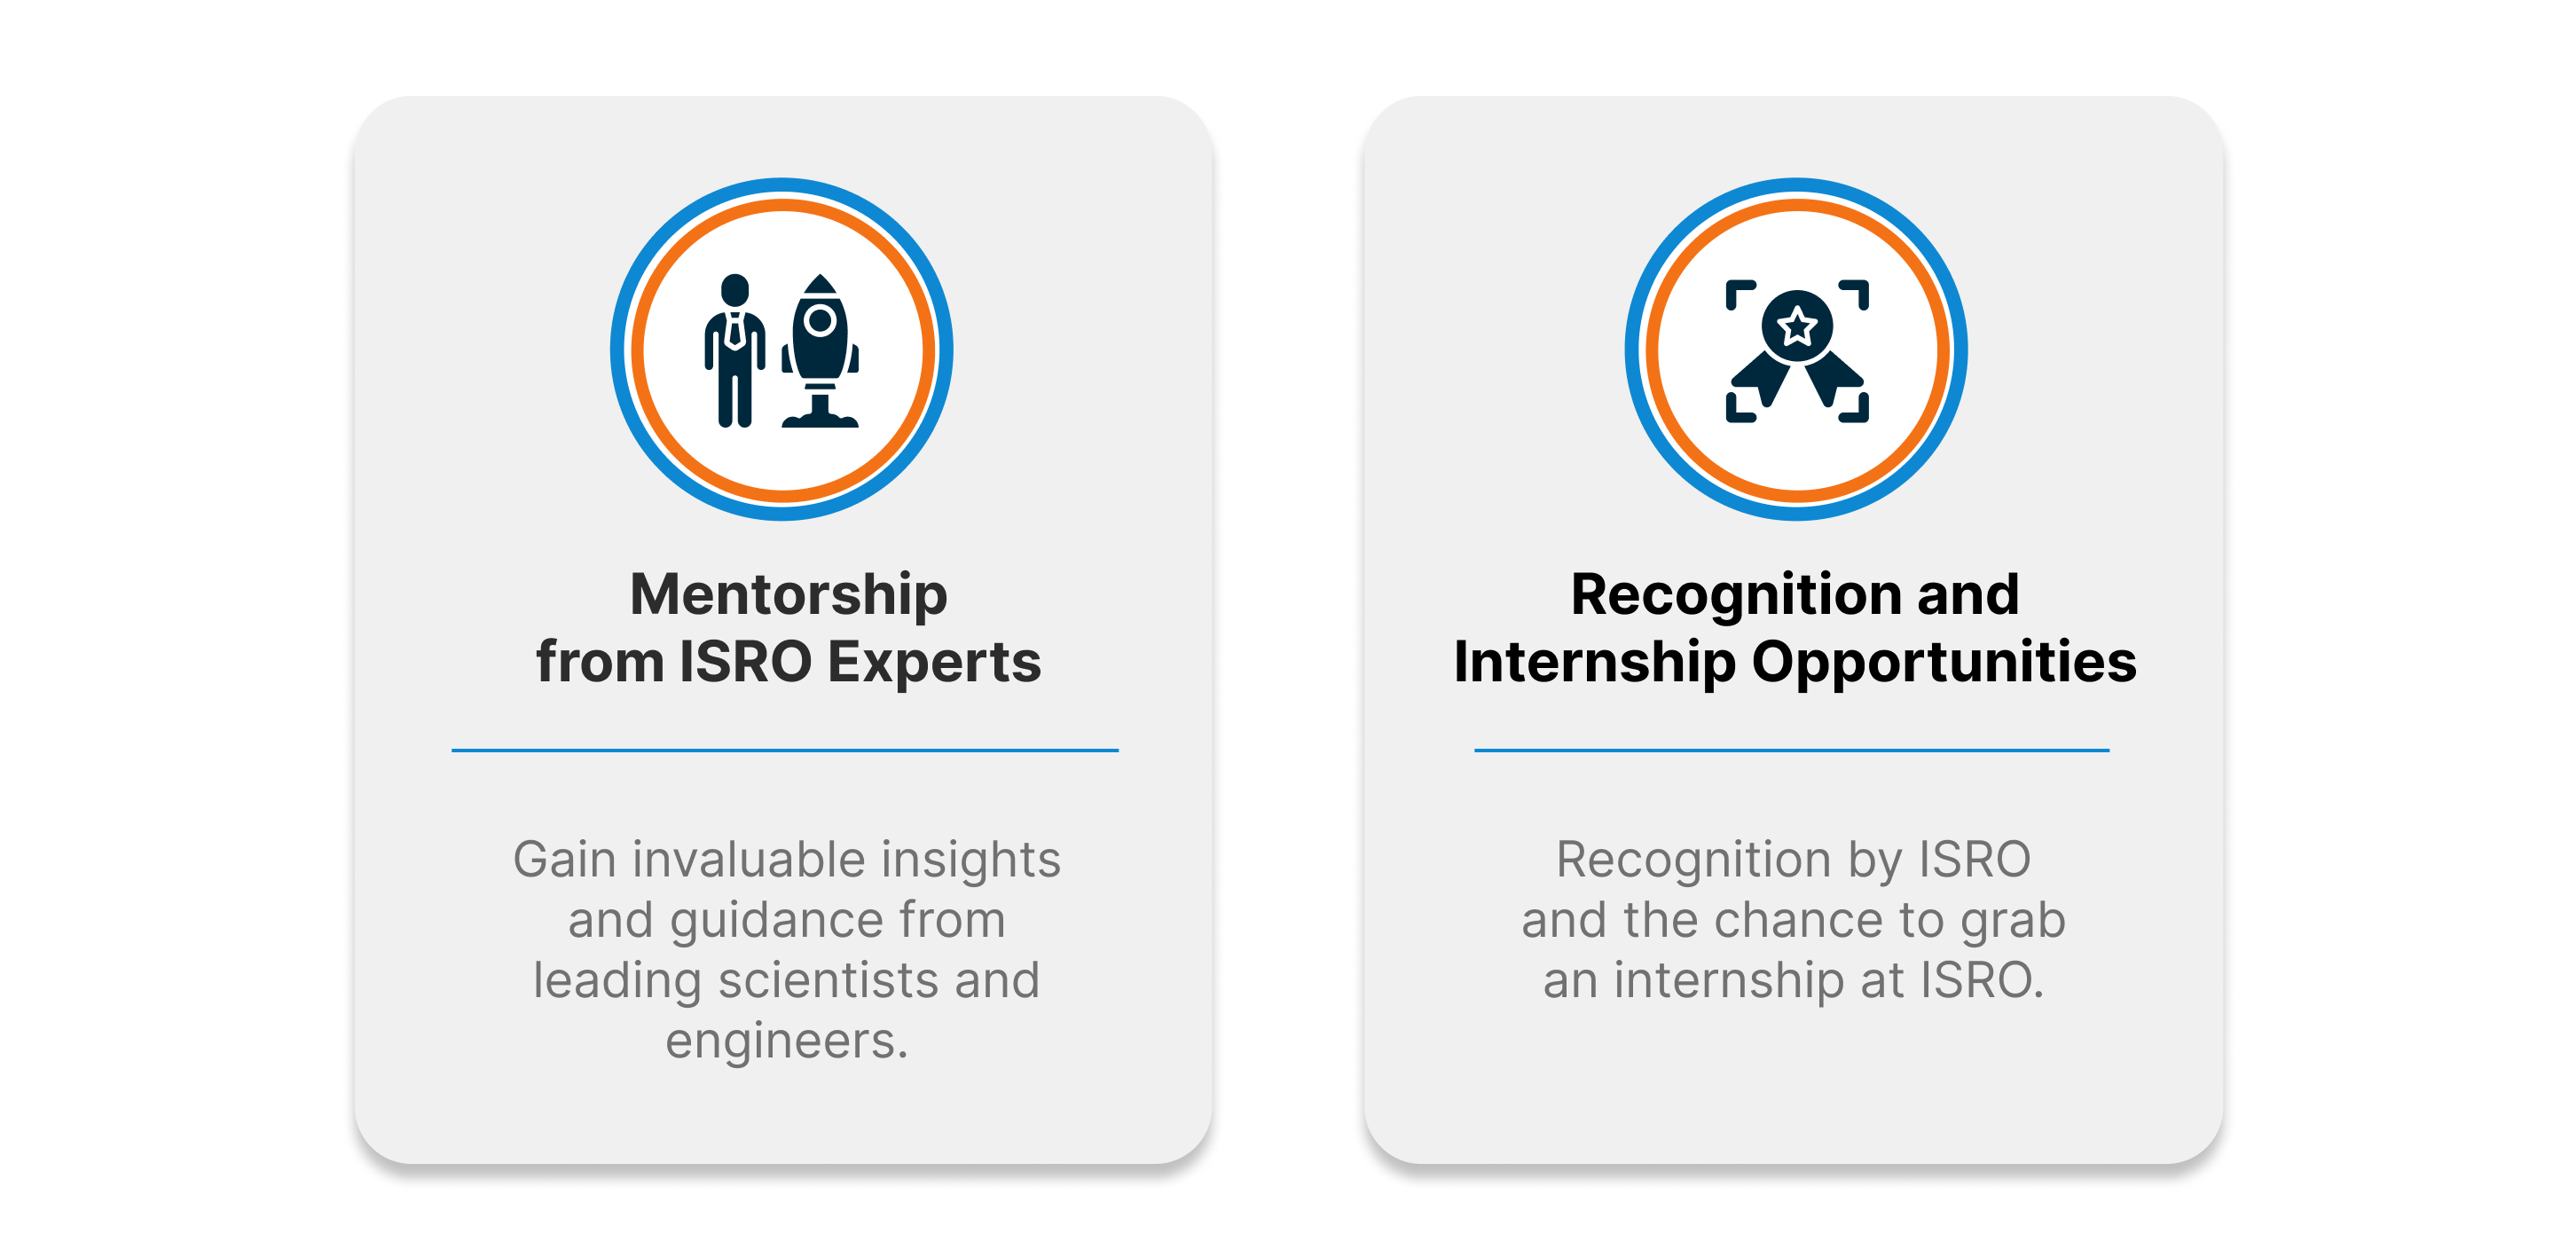 Mentorship
from ISRO Experts
Gain invaluable insights
and guidance from
leading scientists and
engineers.
Recognition and
Internship Opportunities
Recognition by ISRO
and the chance to grab
an internship at ISRO.